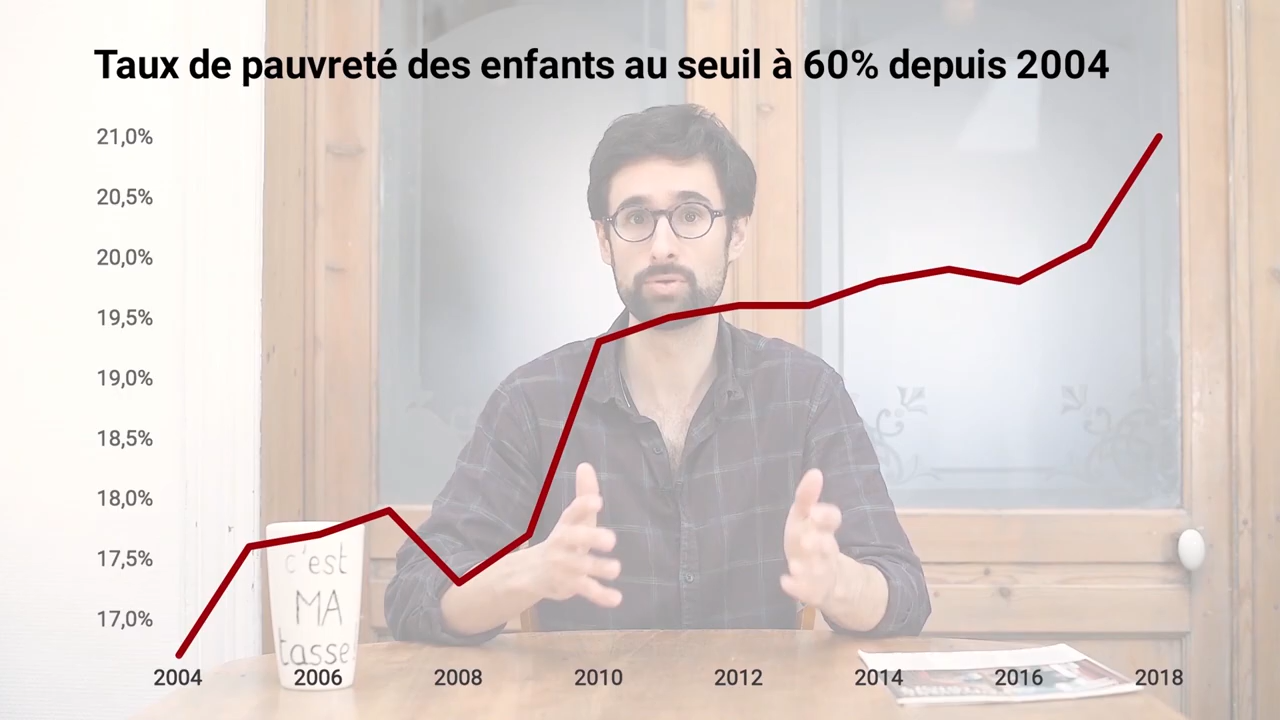 Taux de pauvreté des enfants au seuil à 60% depuis 2004
21,0%
20,5%
20,0%
19,5%
19,0%
18,5%
18,0%
17,5%
17,0%
c'est
MA
tasse
2004 2006 2008 2010 2012 2014 2016 2018